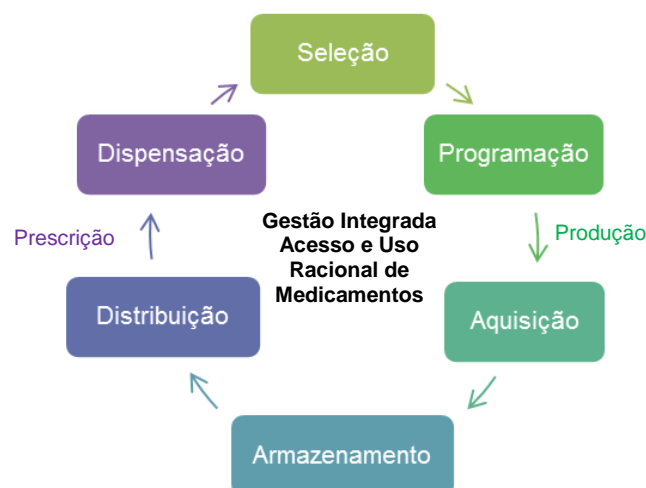 Seleção
Dispensação
Programação
Prescrição
Gestão Integrada
Acesso e Uso
Racional de
Medicamentos
Produção
Distribuição
Aquisição
Armazenamento